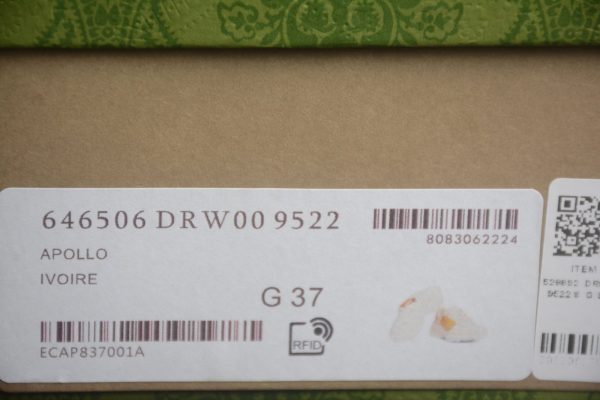 646506 DRW00 9522
8083062224
APOLLO
IVOIRE
G 37
RFID
ECAP837001A
ITEM